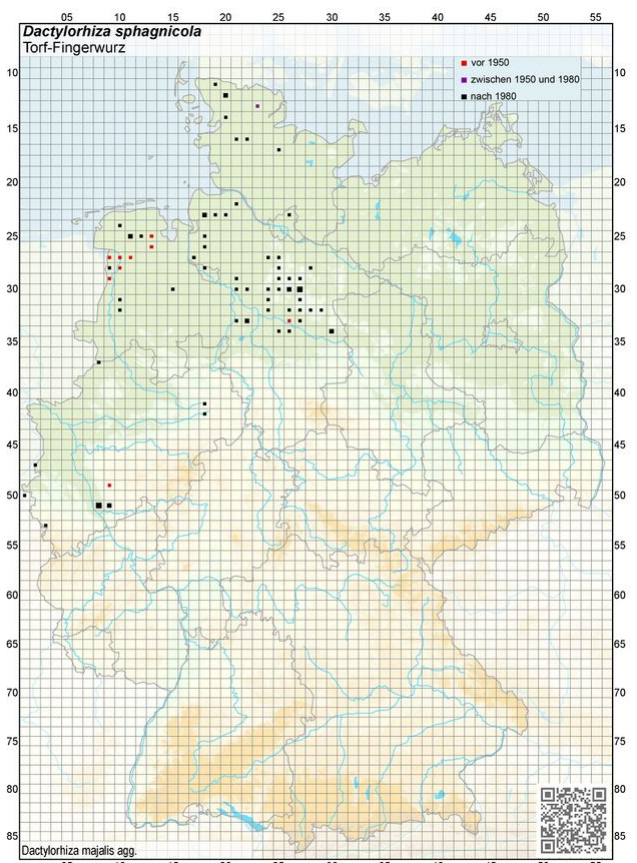 05 10 15 20 25 30 35 40 45 50 55
Dactylorhiza sphagnicola
Torf-Fingerwurz
vor 1950
zwischen 1950 und 1980
nach 1980
10 10
15 15
20 20
25 25
30 30
35 35
40 40
45 45
50 50
55 55
60 60
65 65
70 70
75 75
80 80
85 85
Dactylorhiza majalis agg.